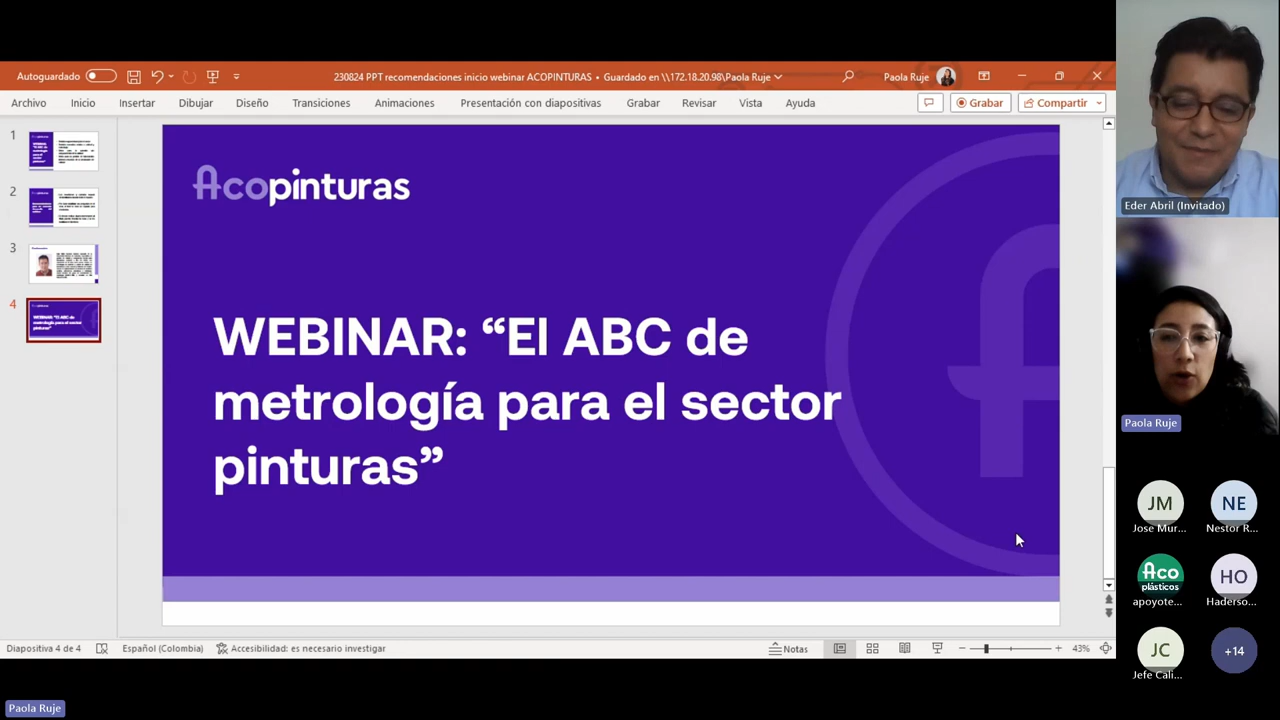 Autoguardado
230824 PPT recomendaciones inicio webinar ACOPINTURAS • Guardado en \\172.18.20.98\Paola Ruje
Paola Ruje
Archivo Inicio Insertar Dibujar Diseño Transiciones Animaciones Presentación con diapositivas Grabar Revisar Vista Ayuda
Grabar Compartir
1
2
3
4
Acopinturas
WEBINAR: “El ABC de
metrología para el sector
pinturas”
Diapositiva 4 de 4 Español (Colombia) Accesibilidad: es necesario investigar Notas 43%
Eder Abril (Invitado)
Paola Ruje
JM NE
Jose Mur... Nestor R...
Aco
plásticos
HO
apoyote... Haderso...
JC +14
Jefe Cali...
Paola Ruje